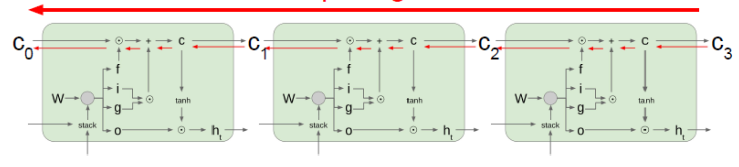 C0 ⊙ + c C1 ⊙ + c C2 ⊙ + c C3
f f f
W i ⊙ W i ⊙ W i ⊙
g tanh g tanh g tanh
stack o ⊙ ht stack o ⊙ ht stack o ⊙ ht